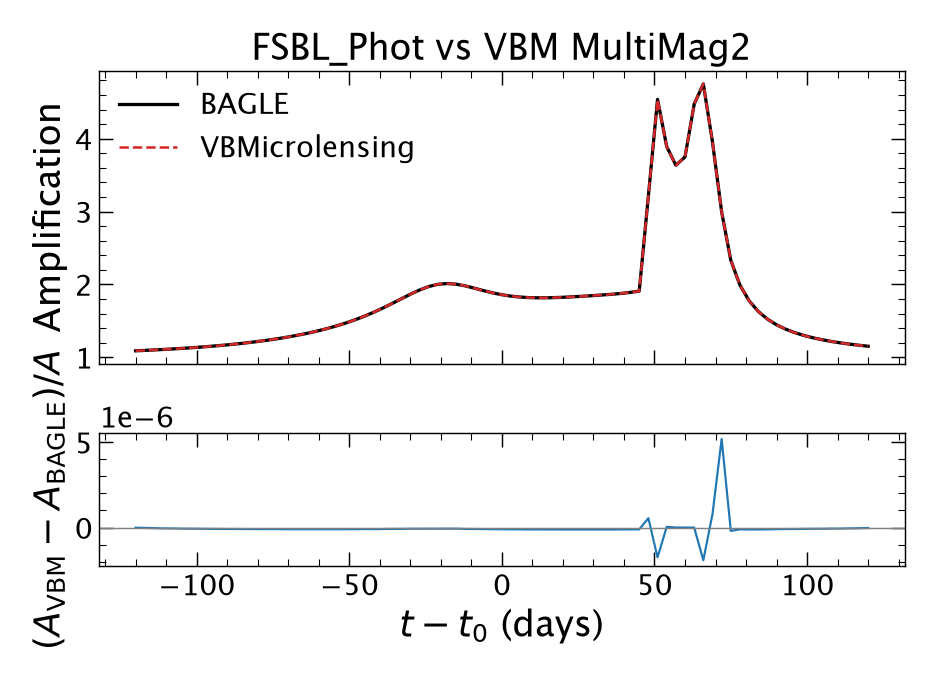 FSBL_Phot vs VBM MultiMag2
BAGLE
VBMicrolensing
Amplification
4
3
2
1
1e−6
5
0
(A_VBM − A_BAGLE)/A
−100 −50 0 50 100
t − t₀ (days)